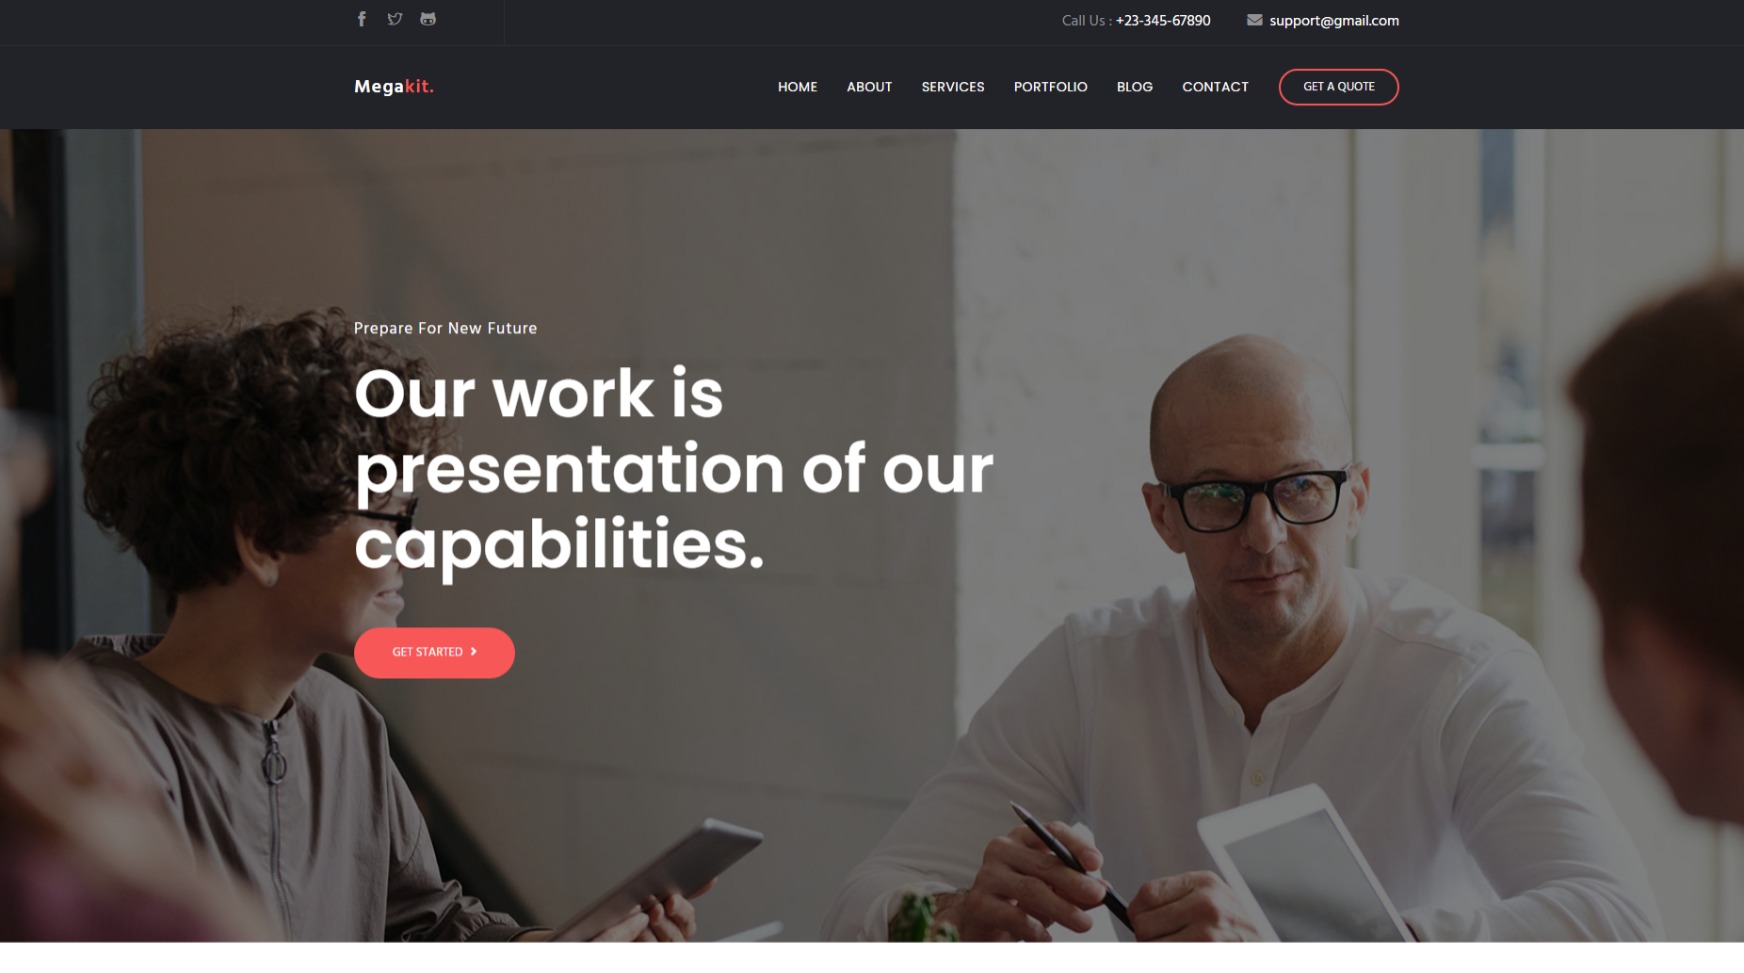 Call Us : +23-345-67890 support@gmail.com
Megakit. HOME ABOUT SERVICES PORTFOLIO BLOG CONTACT GET A QUOTE
Prepare For New Future
Our work is
presentation of our
capabilities.
GET STARTED